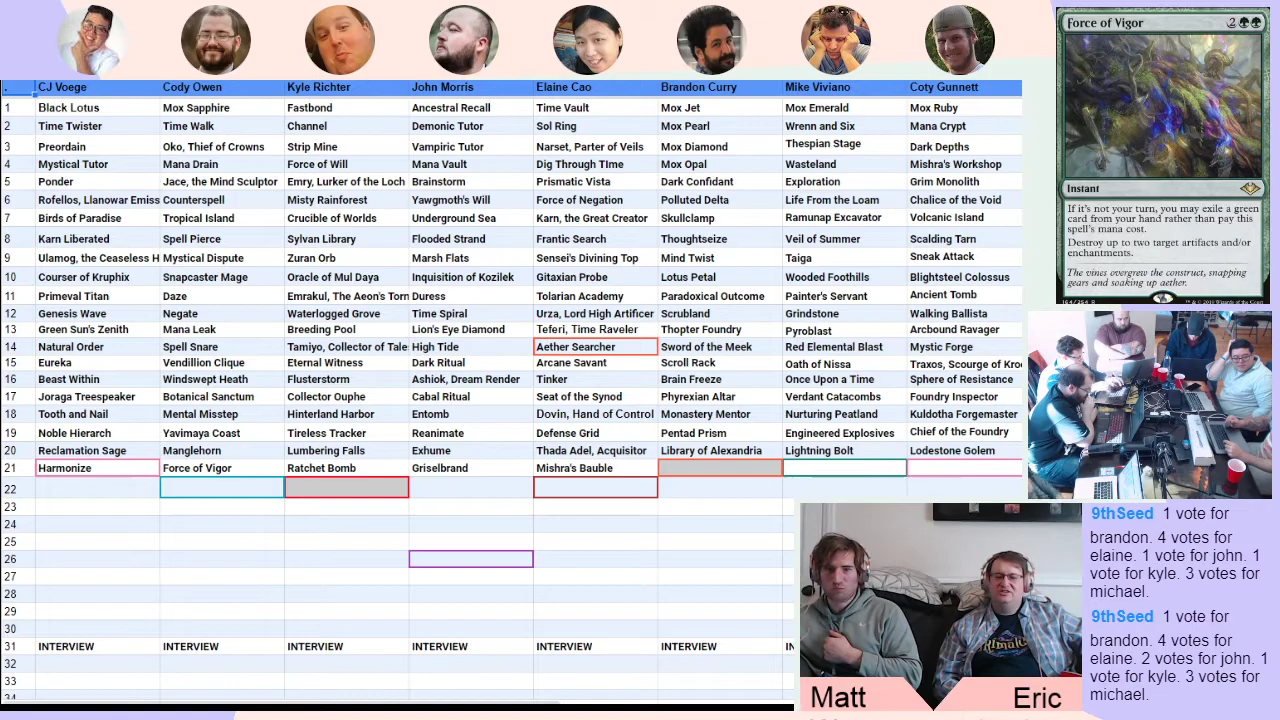 . CJ Voege Cody Owen Kyle Richter John Morris Elaine Cao Brandon Curry Mike Viviano Coty Gunnett
1 Black Lotus Mox Sapphire Fastbond Ancestral Recall Time Vault Mox Jet Mox Emerald Mox Ruby
2 Time Twister Time Walk Channel Demonic Tutor Sol Ring Mox Pearl Wrenn and Six Mana Crypt
3 Preordain Oko, Thief of Crowns Strip Mine Vampiric Tutor Narset, Parter of Veils Mox Diamond Thespian Stage Dark Depths
4 Mystical Tutor Mana Drain Force of Will Mana Vault Dig Through TIme Mox Opal Wasteland Mishra's Workshop
5 Ponder Jace, the Mind Sculptor Emry, Lurker of the Loch Brainstorm Prismatic Vista Dark Confidant Exploration Grim Monolith
6 Rofellos, Llanowar Emiss Counterspell Misty Rainforest Yawgmoth's Will Force of Negation Polluted Delta Life From the Loam Chalice of the Void
7 Birds of Paradise Tropical Island Crucible of Worlds Underground Sea Karn, the Great Creator Skullclamp Ramunap Excavator Volcanic Island
8 Karn Liberated Spell Pierce Sylvan Library Flooded Strand Frantic Search Thoughtseize Veil of Summer Scalding Tarn
9 Ulamog, the Ceaseless H Mystical Dispute Zuran Orb Marsh Flats Sensei's Divining Top Mind Twist Taiga Sneak Attack
10 Courser of Kruphix Snapcaster Mage Oracle of Mul Daya Inquisition of Kozilek Gitaxian Probe Lotus Petal Wooded Foothills Blightsteel Colossus
11 Primeval Titan Daze Emrakul, The Aeon's Torn Duress Tolarian Academy Paradoxical Outcome Painter's Servant Ancient Tomb
12 Genesis Wave Negate Waterlogged Grove Time Spiral Urza, Lord High Artificer Scrubland Grindstone Walking Ballista
13 Green Sun's Zenith Mana Leak Breeding Pool Lion's Eye Diamond Teferi, Time Raveler Thopter Foundry Pyroblast Arcbound Ravager
14 Natural Order Spell Snare Tamiyo, Collector of Tale High Tide Aether Searcher Sword of the Meek Red Elemental Blast Mystic Forge
15 Eureka Vendillion Clique Eternal Witness Dark Ritual Arcane Savant Scroll Rack Oath of Nissa Traxos, Scourge of Kroo
16 Beast Within Windswept Heath Flusterstorm Ashiok, Dream Render Tinker Brain Freeze Once Upon a Time Sphere of Resistance
17 Joraga Treespeaker Botanical Sanctum Collector Ouphe Cabal Ritual Seat of the Synod Phyrexian Altar Verdant Catacombs Foundry Inspector
18 Tooth and Nail Mental Misstep Hinterland Harbor Entomb Dovin, Hand of Control Monastery Mentor Nurturing Peatland Kuldotha Forgemaster
19 Noble Hierarch Yavimaya Coast Tireless Tracker Reanimate Defense Grid Pentad Prism Engineered Explosives Chief of the Foundry
20 Reclamation Sage Manglehorn Lumbering Falls Exhume Thada Adel, Acquisitor Library of Alexandria Lightning Bolt Lodestone Golem
21 Harmonize Force of Vigor Ratchet Bomb Griselbrand Mishra's Bauble
22
23
24
25
26
27
28
29
30
31 INTERVIEW INTERVIEW INTERVIEW INTERVIEW INTERVIEW INTERVIEW IN
32
33
34
Force of Vigor 2
Instant
If it's not your turn, you may exile a green
card from your hand rather than pay this
spell's mana cost.
Destroy up to two target artifacts and/or
enchantments.
The vines overgrew the construct, snapping
gears and soaking up aether.
164/254 R
9thSeed 1 vote for
brandon. 4 votes for
elaine. 1 vote for john. 1
vote for kyle. 3 votes for
michael.
9thSeed 1 vote for
brandon. 4 votes for
elaine. 2 votes for john. 1
vote for kyle. 3 votes for
michael.
Matt
Eric